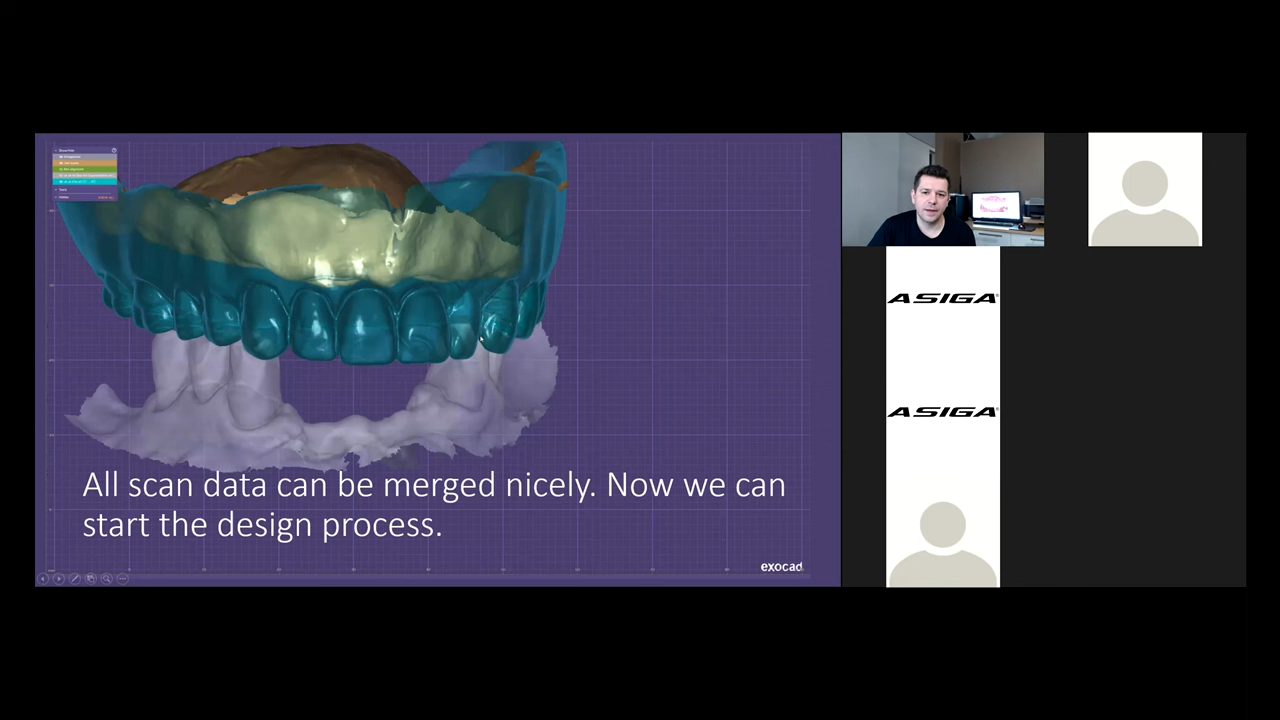 All scan data can be merged nicely. Now we can
start the design process.
exocad
ASIGA®
ASIGA®